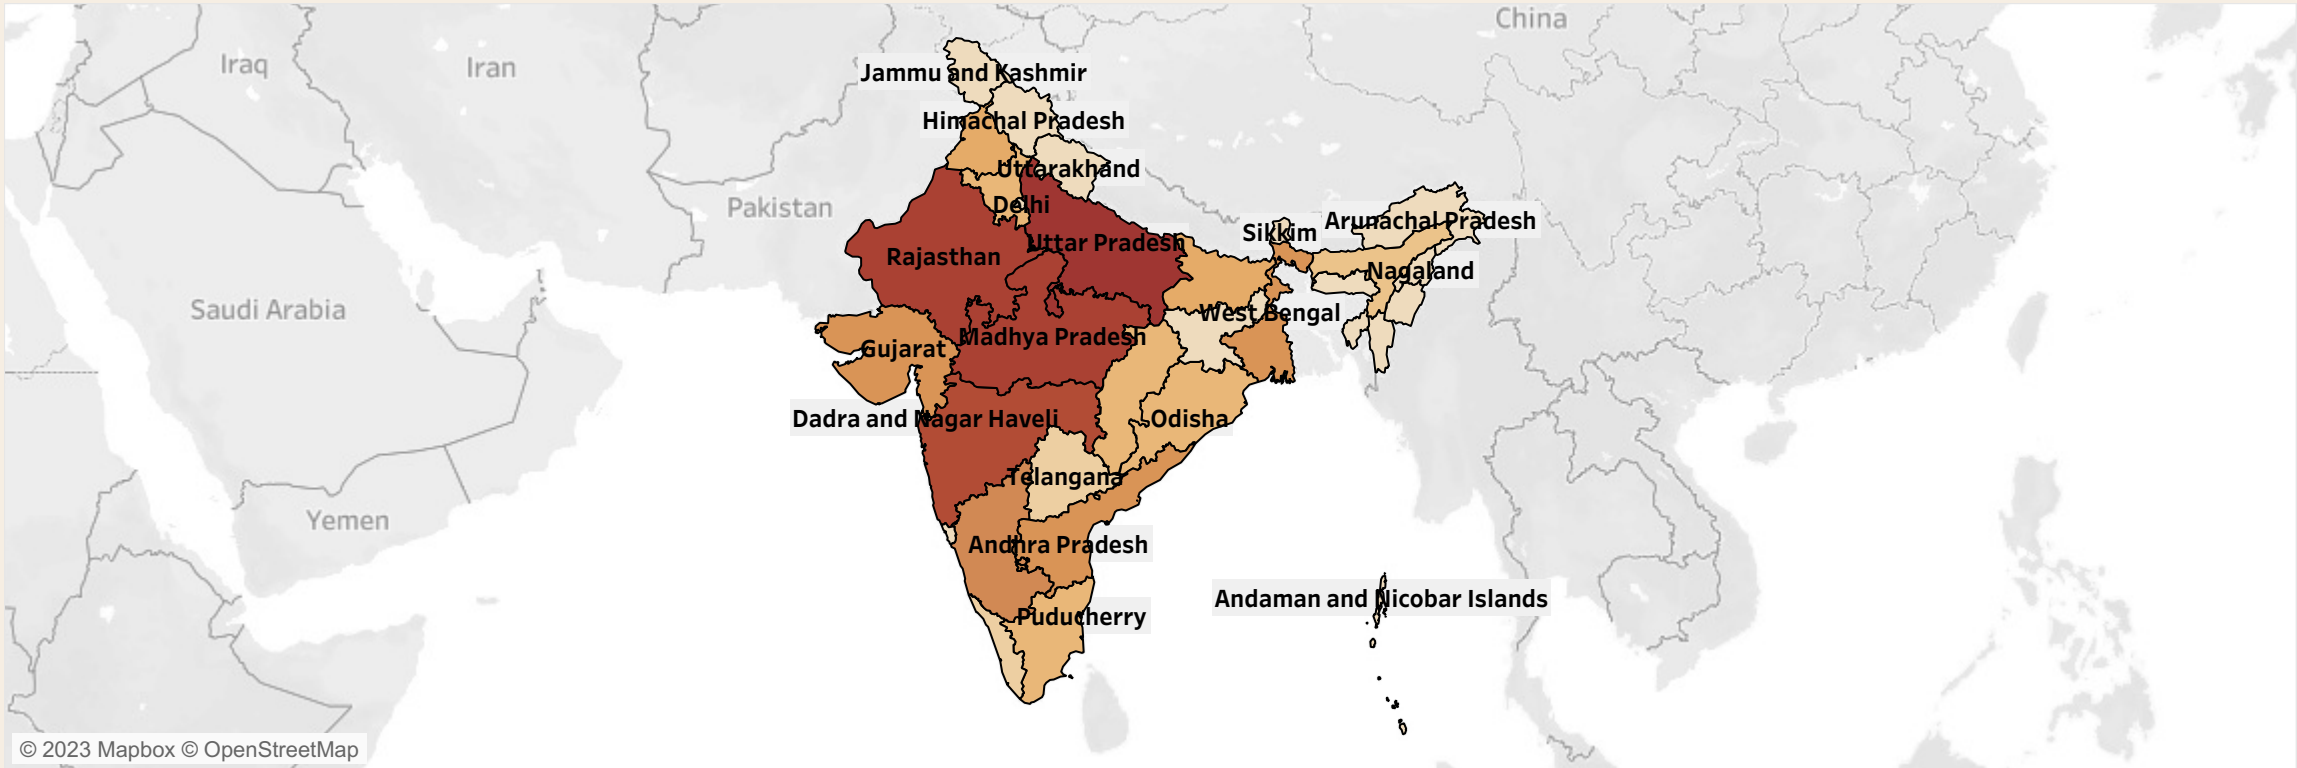 China
Iraq
Iran
Jammu and Kashmir
Himachal Pradesh
Uttarakhand
Pakistan
Delhi
Sikkim
Arunachal Pradesh
Uttar Pradesh
Rajasthan
Nagaland
Saudi Arabia
West Bengal
Madhya Pradesh
Gujarat
Dadra and Nagar Haveli
Odisha
Telangana
Yemen
Andhra Pradesh
Andaman and Nicobar Islands
Puducherry
© 2023 Mapbox © OpenStreetMap